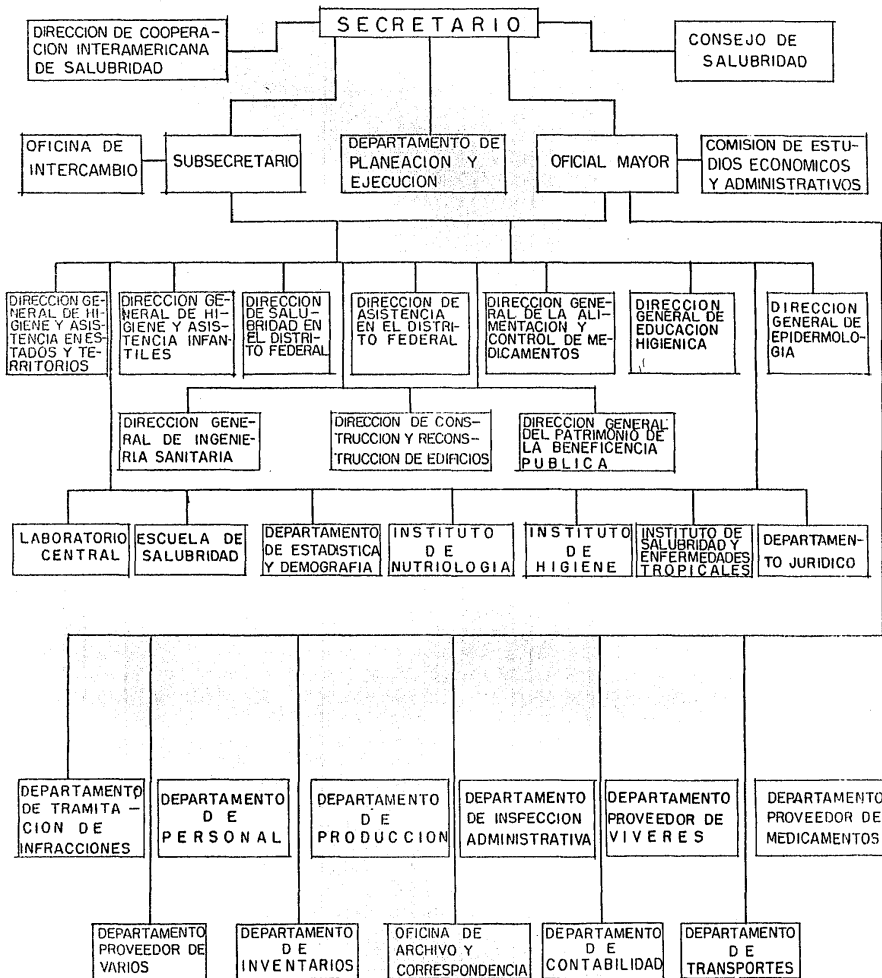 SECRETARIO
DIRECCION DE COOPERA-
CION INTERAMERICANA
DE SALUBRIDAD
CONSEJO DE
SALUBRIDAD
OFICINA DE
INTERCAMBIO
SUBSECRETARIO
DEPARTAMENTO DE
PLANEACION Y
EJECUCION
OFICIAL MAYOR
COMISION DE ESTU-
DIOS ECONOMICOS
Y ADMINISTRATIVOS
DIRECCION GE-
NERAL DE HI-
GIENE Y ASIS-
TENCIA EN ES-
TADOS Y TE-
RRITORIOS
DIRECCION GE-
NERAL DE HI-
GIENE Y ASIS-
TENCIA INFAN-
TILES
DIRECCION
DE SALU-
BRIDAD EN
EL DISTRI-
TO FEDERAL
DIRECCION DE
ASISTENCIA
EN EL DISTRI-
TO FEDERAL
DIRECCION GENE-
RAL DE LA ALI-
MENTACION Y
CONTROL DE ME-
DICAMENTOS
DIRECCION
GENERAL DE
EDUCACION
HIGIENICA
DIRECCION
GENERAL DE
EPIDERMOLO-
GIA
DIRECCION GENE-
RAL DE INGENIE-
RIA SANITARIA
DIRECCION DE CONS-
TRUCCION Y RECONS-
TRUCCION DE EDIFICIOS
DIRECCION GENERAL
DEL PATRIMONIO DE
LA BENEFICENCIA
PUBLICA
LABORATORIO
CENTRAL
ESCUELA DE
SALUBRIDAD
DEPARTAMENTO
DE ESTADISTICA
Y DEMOGRAFIA
INSTITUTO
DE
NUTRIOLOGIA
INSTITUTO
DE
HIGIENE
INSTITUTO DE
SALUBRIDAD Y
ENFERMEDADES
TROPICALES
DEPARTAMEN-
TO JURIDICO
DEPARTAMENTO
DE TRAMITA-
CION DE
INFRACCIONES
DEPARTAMENTO
DE
PERSONAL
DEPARTAMENTO
DE
PRODUCCION
DEPARTAMENTO
DE INSPECCION
ADMINISTRATIVA
DEPARTAMENTO
PROVEEDOR DE
VIVERES
DEPARTAMENTO
PROVEEDOR DE
MEDICAMENTOS
DEPARTAMENTO
PROVEEDOR DE
VARIOS
DEPARTAMENTO
DE
INVENTARIOS
OFICINA DE
ARCHIVO Y
CORRESPONDENCIA
DEPARTAMENTO
DE
CONTABILIDAD
DEPARTAMENTO
DE
TRANSPORTES